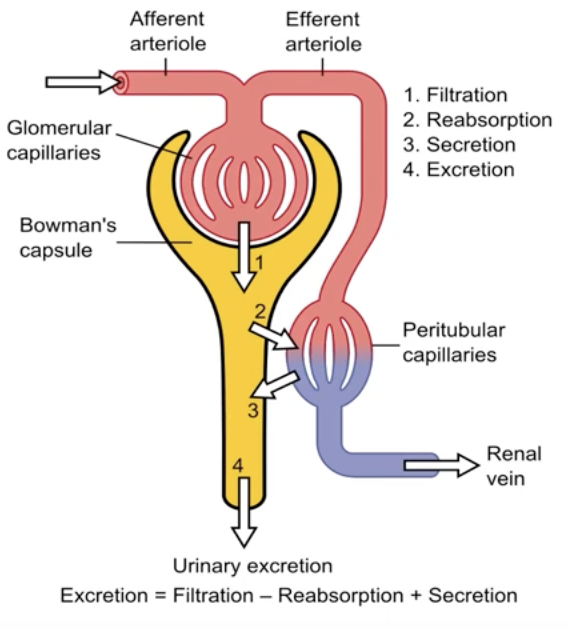 Afferent
arteriole
Efferent
arteriole
1. Filtration
2. Reabsorption
3. Secretion
4. Excretion
Glomerular
capillaries
Bowman's
capsule
1
2
Peritubular
capillaries
3
4
Renal
vein
Urinary excretion
Excretion = Filtration – Reabsorption + Secretion